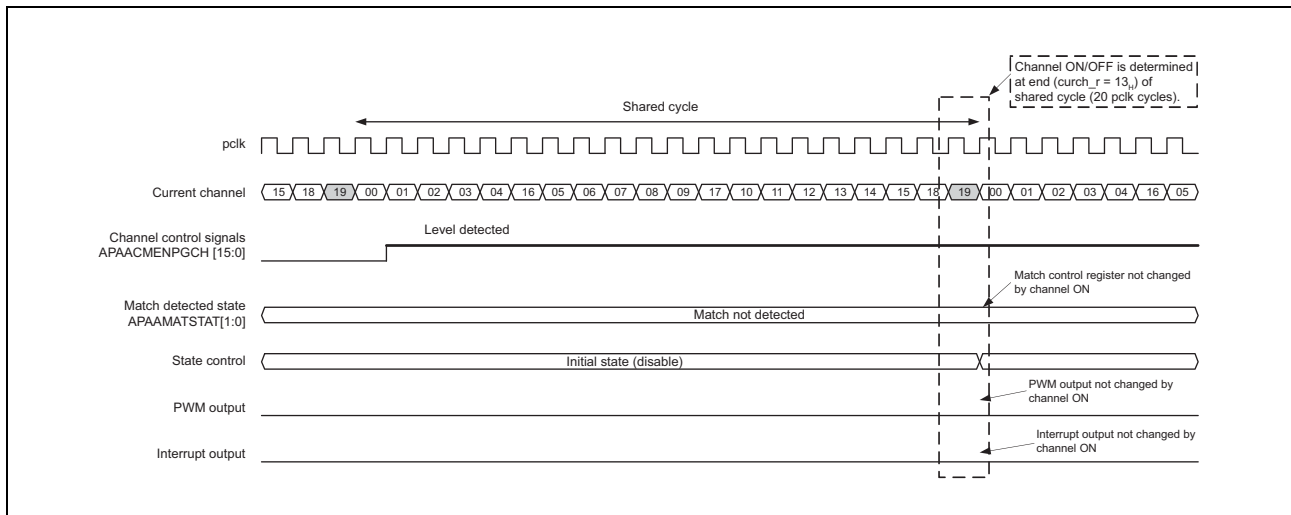 Channel ON/OFF is determined
at end (curch_r = 13H) of
shared cycle (20 pclk cycles).
Shared cycle
pclk
Current channel
15 18 19 00 01 02 03 04 16 05 06 07 08 09 17 10 11 12 13 14 15 18 19 00 01 02 03 04 16 05
Channel control signals
APAACMENPGCH [15:0]
Level detected
Match control register not changed
by channel ON
Match detected state
APAAMATSTAT[1:0]
Match not detected
State control
Initial state (disable)
PWM output not changed by
channel ON
PWM output
Interrupt output not changed by
channel ON
Interrupt output